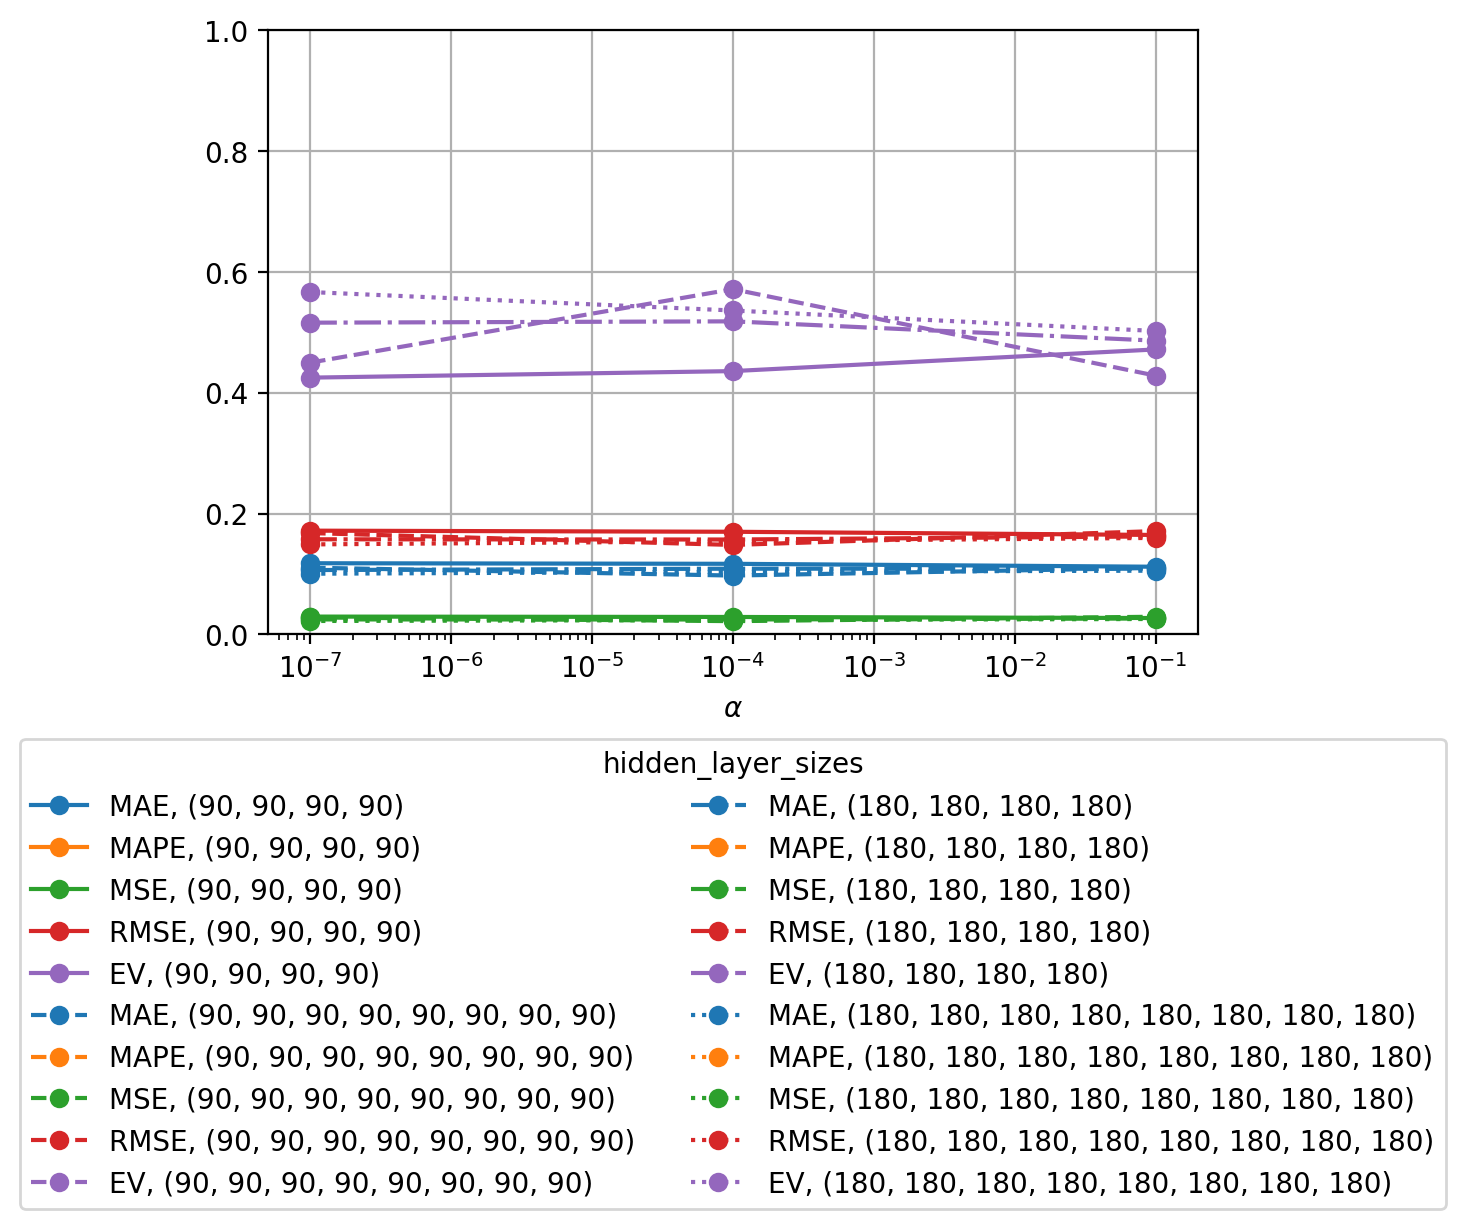 1.0
0.8
0.6
0.4
0.2
0.0
10⁻⁷ 10⁻⁶ 10⁻⁵ 10⁻⁴ 10⁻³ 10⁻² 10⁻¹
α
hidden_layer_sizes
MAE, (90, 90, 90, 90)
MAPE, (90, 90, 90, 90)
MSE, (90, 90, 90, 90)
RMSE, (90, 90, 90, 90)
EV, (90, 90, 90, 90)
MAE, (90, 90, 90, 90, 90, 90, 90, 90)
MAPE, (90, 90, 90, 90, 90, 90, 90, 90)
MSE, (90, 90, 90, 90, 90, 90, 90, 90)
RMSE, (90, 90, 90, 90, 90, 90, 90, 90)
EV, (90, 90, 90, 90, 90, 90, 90, 90)
MAE, (180, 180, 180, 180)
MAPE, (180, 180, 180, 180)
MSE, (180, 180, 180, 180)
RMSE, (180, 180, 180, 180)
EV, (180, 180, 180, 180)
MAE, (180, 180, 180, 180, 180, 180, 180, 180)
MAPE, (180, 180, 180, 180, 180, 180, 180, 180)
MSE, (180, 180, 180, 180, 180, 180, 180, 180)
RMSE, (180, 180, 180, 180, 180, 180, 180, 180)
EV, (180, 180, 180, 180, 180, 180, 180, 180)